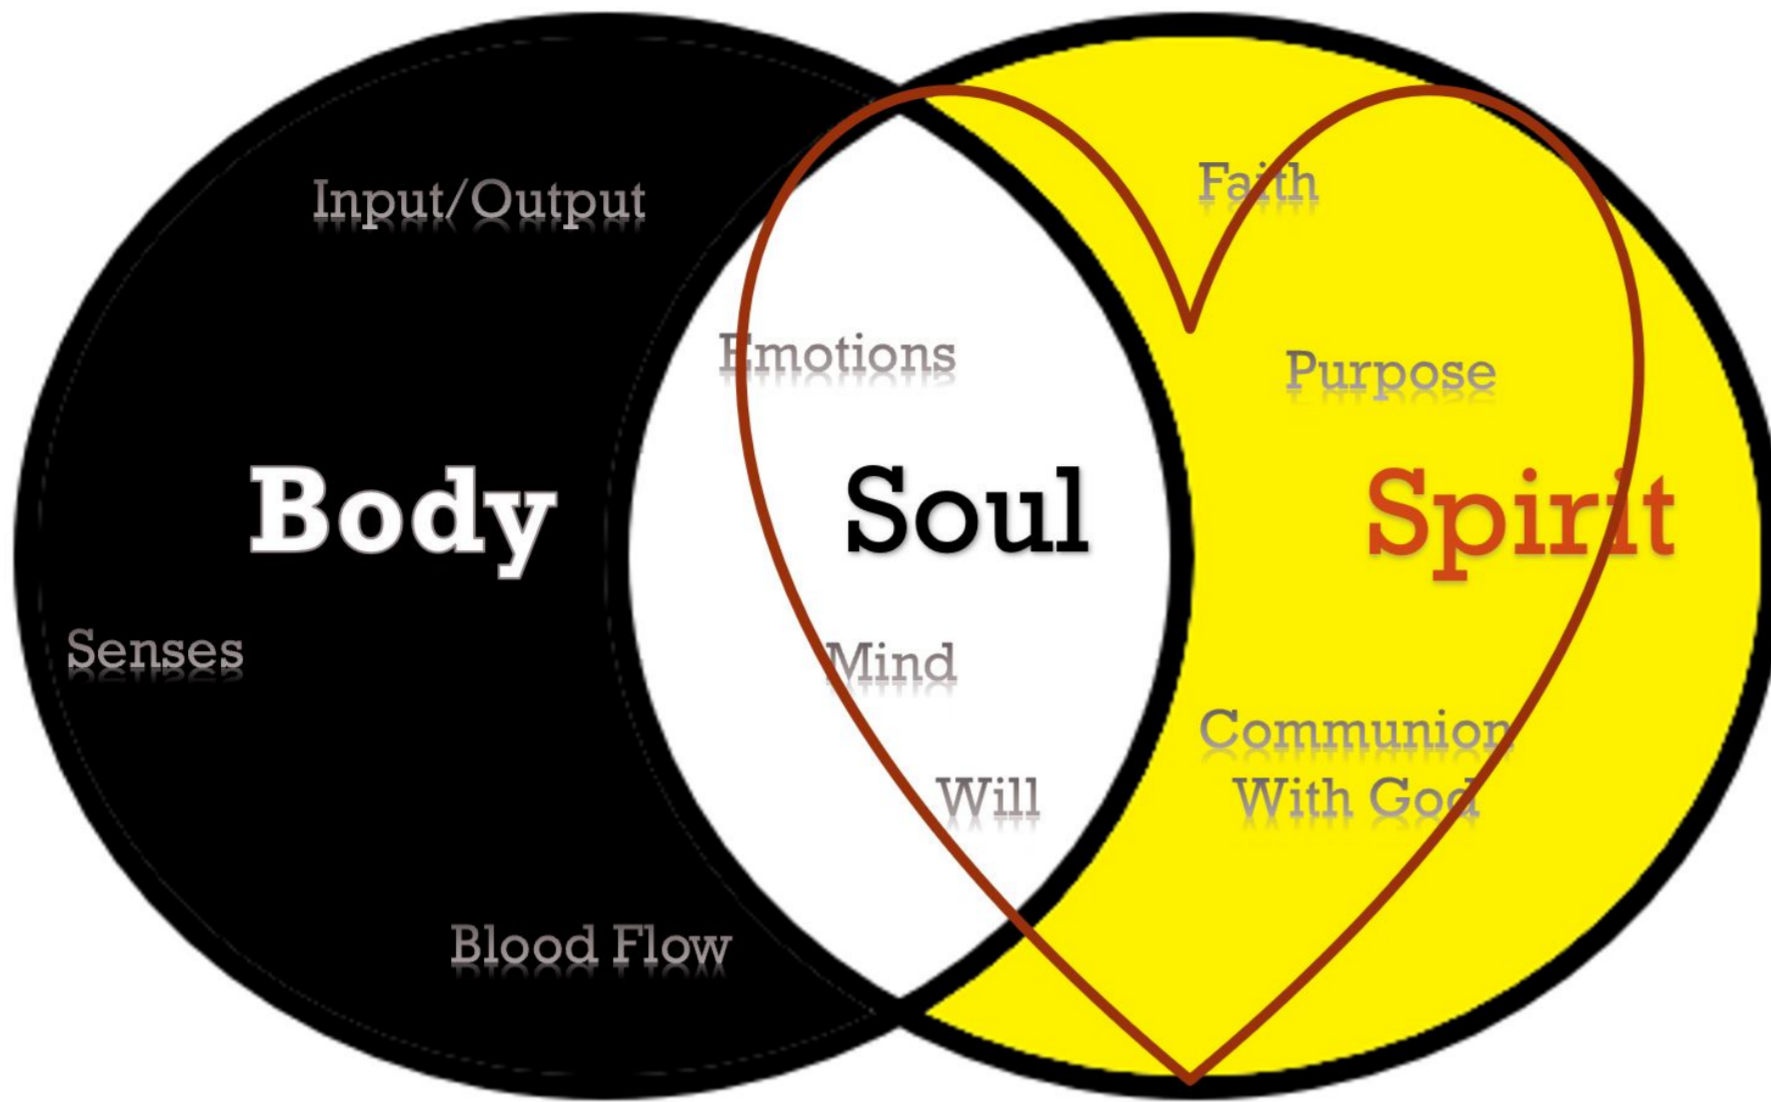 Input/Output
Faith
Emotions
Purpose
Body
Soul
Spirit
Senses
Mind
Communion
With God
Will
Blood Flow